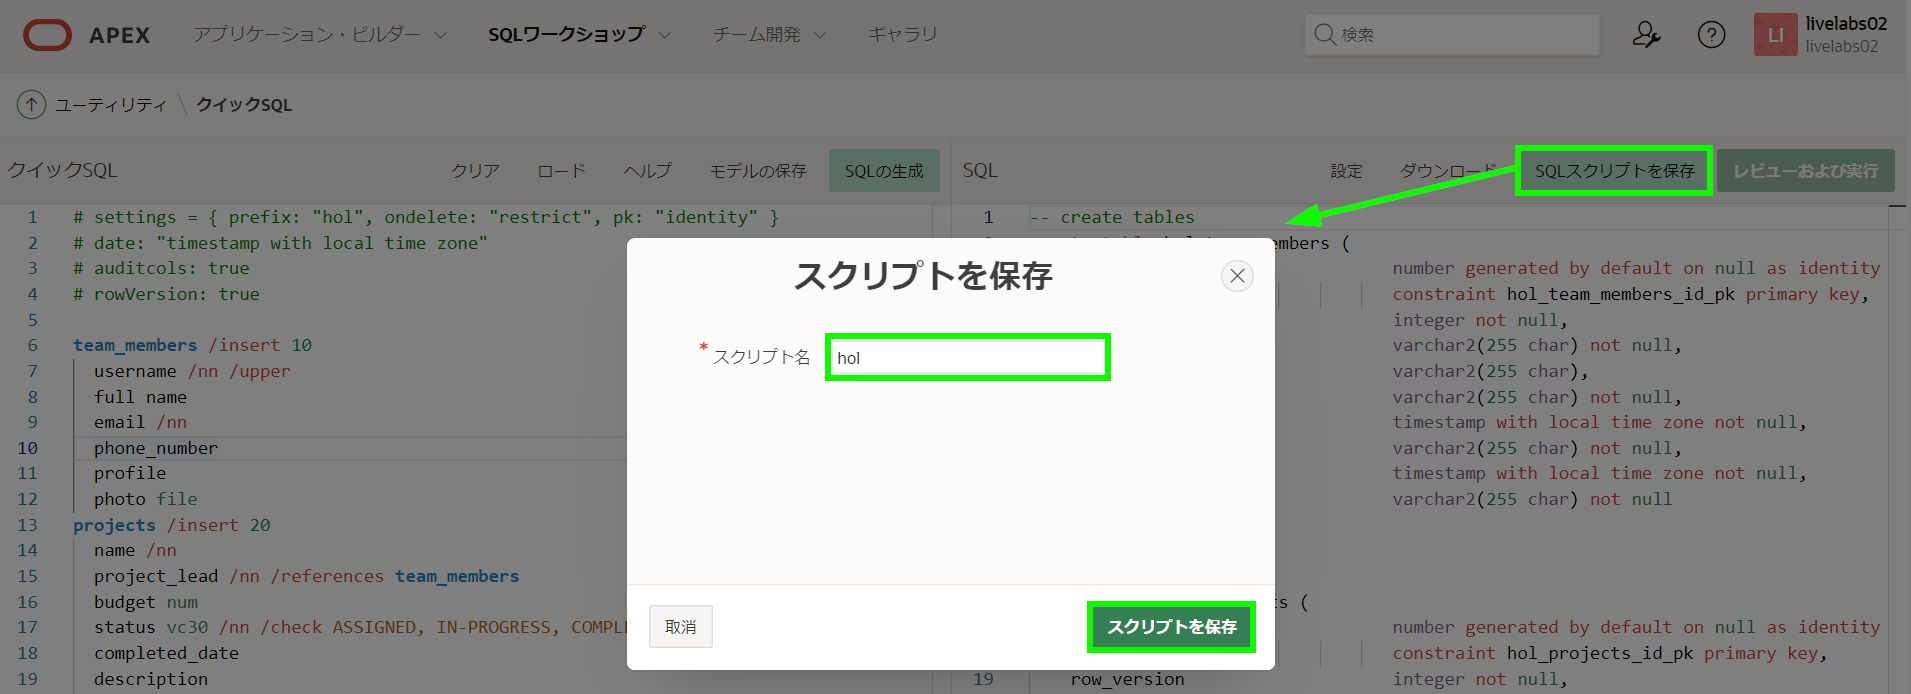 APEX アプリケーション・ビルダー SQLワークショップ チーム開発 ギャラリ 検索 LI livelabs02
livelabs02
ユーティリティ \ クイックSQL
クイックSQL クリア ロード ヘルプ モデルの保存 SQLの生成 SQL 設定 ダウンロード SQLスクリプトを保存 レビューおよび実行
1 # settings = { prefix: "hol", ondelete: "restrict", pk: "identity" }
2 # date: "timestamp with local time zone"
3 # auditcols: true
4 # rowVersion: true
5
6 team_members /insert 10
7 username /nn /upper
8 full name
9 email /nn
10 phone_number
11 profile
12 photo file
13 projects /insert 20
14 name /nn
15 project_lead /nn /references team_members
16 budget num
17 status vc30 /nn /check ASSIGNED, IN-PROGRESS,
18 completed_date
19 description
1 -- create tables
number generated by default on null as identity
constraint hol_team_members_id_pk primary key,
integer not null,
varchar2(255 char) not null,
varchar2(255 char),
varchar2(255 char) not null,
timestamp with local time zone not null,
varchar2(255 char) not null,
timestamp with local time zone not null,
varchar2(255 char) not null
number generated by default on null as identity
constraint hol_projects_id_pk primary key,
19 row_version integer not null,
スクリプトを保存
* スクリプト名 hol
取消 スクリプトを保存